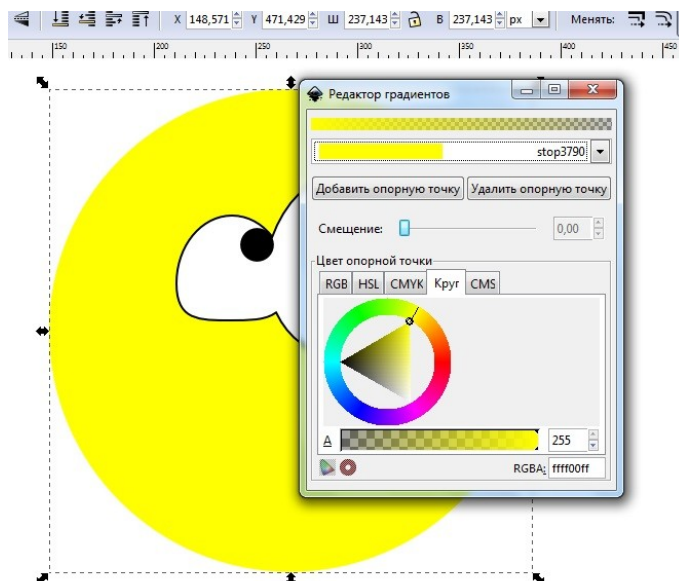 X 148,571 Y 471,429 Ш 237,143 В 237,143 px Менять:
150 200 250 300 350 400 450
Редактор градиентов
stop3790
Добавить опорную точку Удалить опорную точку
Смещение: 0,00
Цвет опорной точки
RGB HSL CMYK Круг CMS
A 255
RGBA: ffff00ff